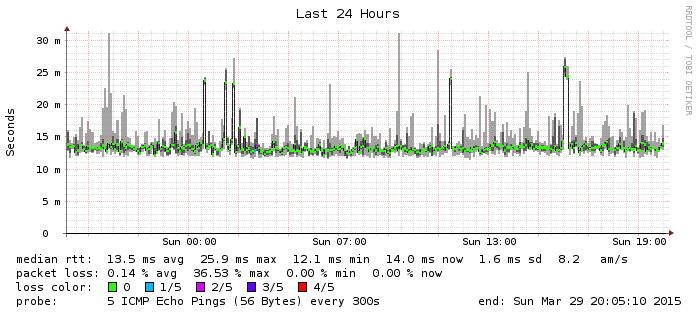 Last 24 Hours
RRDTOOL / TOBI OETIKER
Seconds
30 m
25 m
20 m
15 m
10 m
5 m
0
Sun 00:00 Sun 07:00 Sun 13:00 Sun 19:00
median rtt: 13.5 ms avg 25.9 ms max 12.1 ms min 14.0 ms now 1.6 ms sd 8.2 am/s
packet loss: 0.14 % avg 36.53 % max 0.00 % min 0.00 % now
loss color: 0 1/5 2/5 3/5 4/5
probe: 5 ICMP Echo Pings (56 Bytes) every 300s end: Sun Mar 29 20:05:10 2015